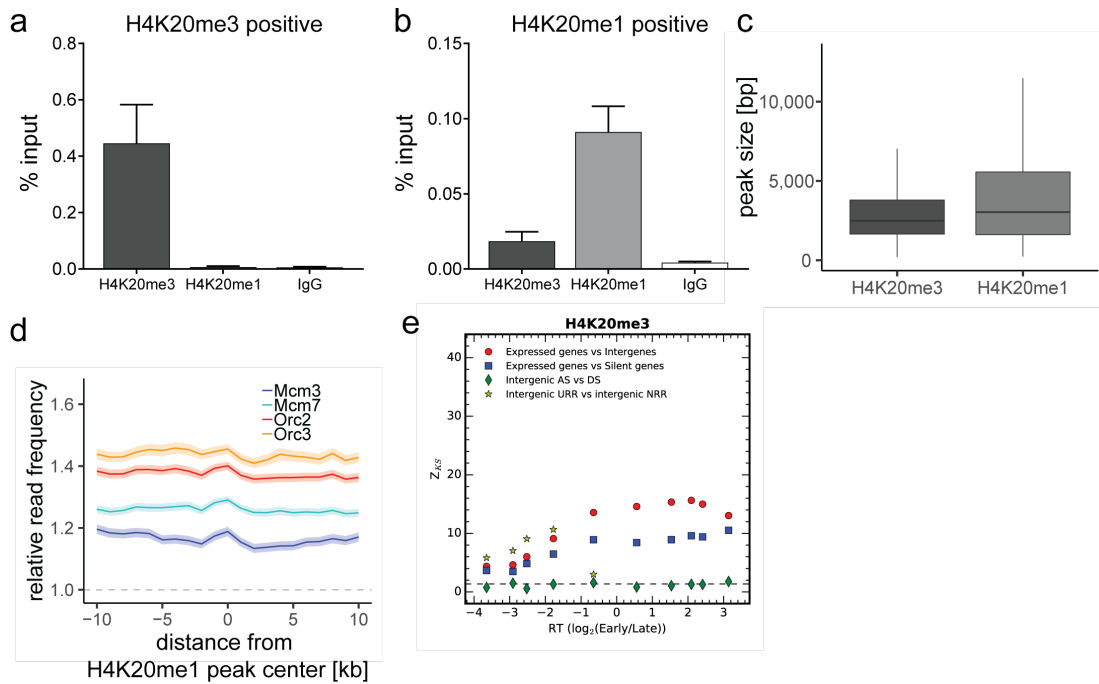 a
H4K20me3 positive
% input
0.8
0.6
0.4
0.2
0.0
H4K20me3 H4K20me1 IgG
b
H4K20me1 positive
% input
0.15
0.10
0.05
0.00
H4K20me3 H4K20me1 IgG
c
peak size [bp]
10,000
5,000
0
H4K20me3 H4K20me1
d
relative read frequency
1.6
1.4
1.2
1.0
Mcm3
Mcm7
Orc2
Orc3
−10 −5 0 5 10
distance from
H4K20me1 peak center [kb]
e
H4K20me3
Z_KS
40
30
20
10
0
Expressed genes vs Intergenes
Expressed genes vs Silent genes
Intergenic AS vs DS
Intergenic URR vs intergenic NRR
−4 −3 −2 −1 0 1 2 3 4
RT (log₂(Early/Late))